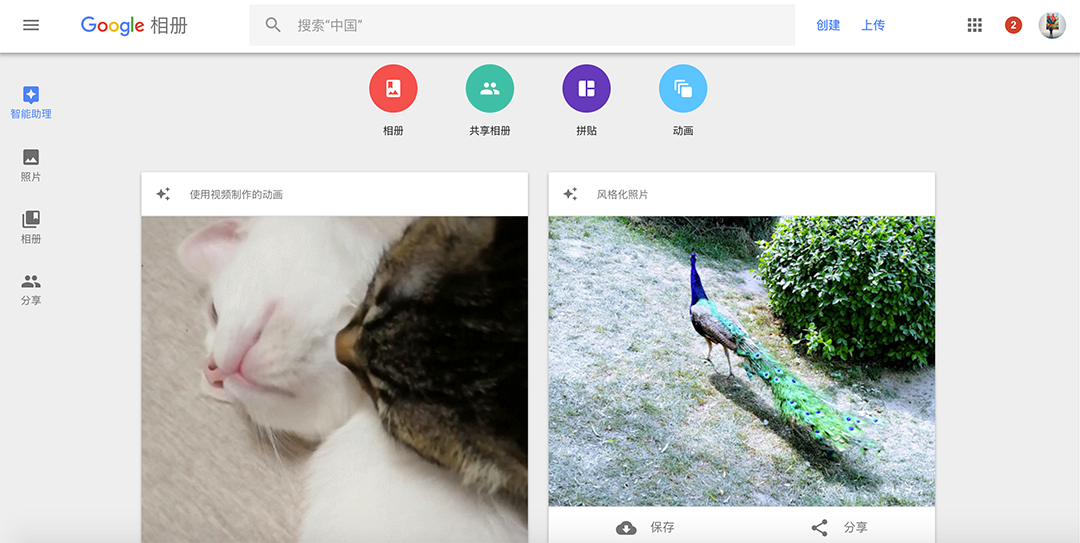 Google 相册
搜索“中国”
创建
上传
2
相册
共享相册
拼贴
动画
智能助理
照片
相册
分享
使用视频制作的动画
风格化照片
保存
分享